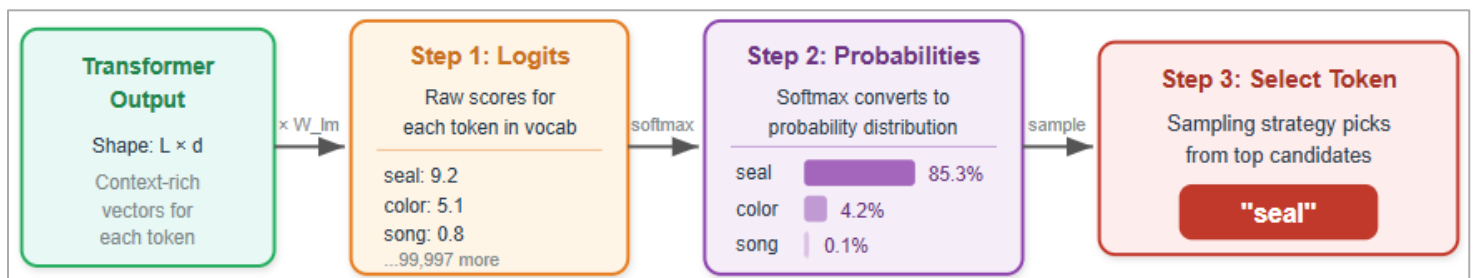 Transformer
Output
Shape: L × d
Context-rich
vectors for
each token
× W_lm
Step 1: Logits
Raw scores for
each token in vocab
seal: 9.2
color: 5.1
song: 0.8
...99,997 more
softmax
Step 2: Probabilities
Softmax converts to
probability distribution
seal 85.3%
color 4.2%
song 0.1%
sample
Step 3: Select Token
Sampling strategy picks
from top candidates
"seal"